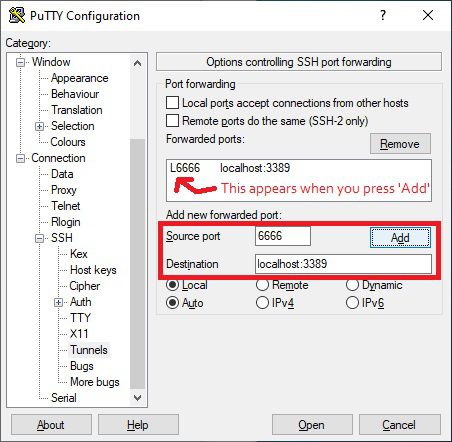 PuTTY Configuration
Category:
Window
Appearance
Behaviour
Translation
Selection
Colours
Connection
Data
Proxy
Telnet
Rlogin
SSH
Kex
Host keys
Cipher
Auth
TTY
X11
Tunnels
Bugs
More bugs
Serial
Options controlling SSH port forwarding
Port forwarding
Local ports accept connections from other hosts
Remote ports do the same (SSH-2 only)
Forwarded ports:
Remove
L6666 localhost:3389
This appears when you press 'Add'
Add new forwarded port:
Source port 6666 Add
Destination localhost:3389
Local Remote Dynamic
Auto IPv4 IPv6
About Help Open Cancel